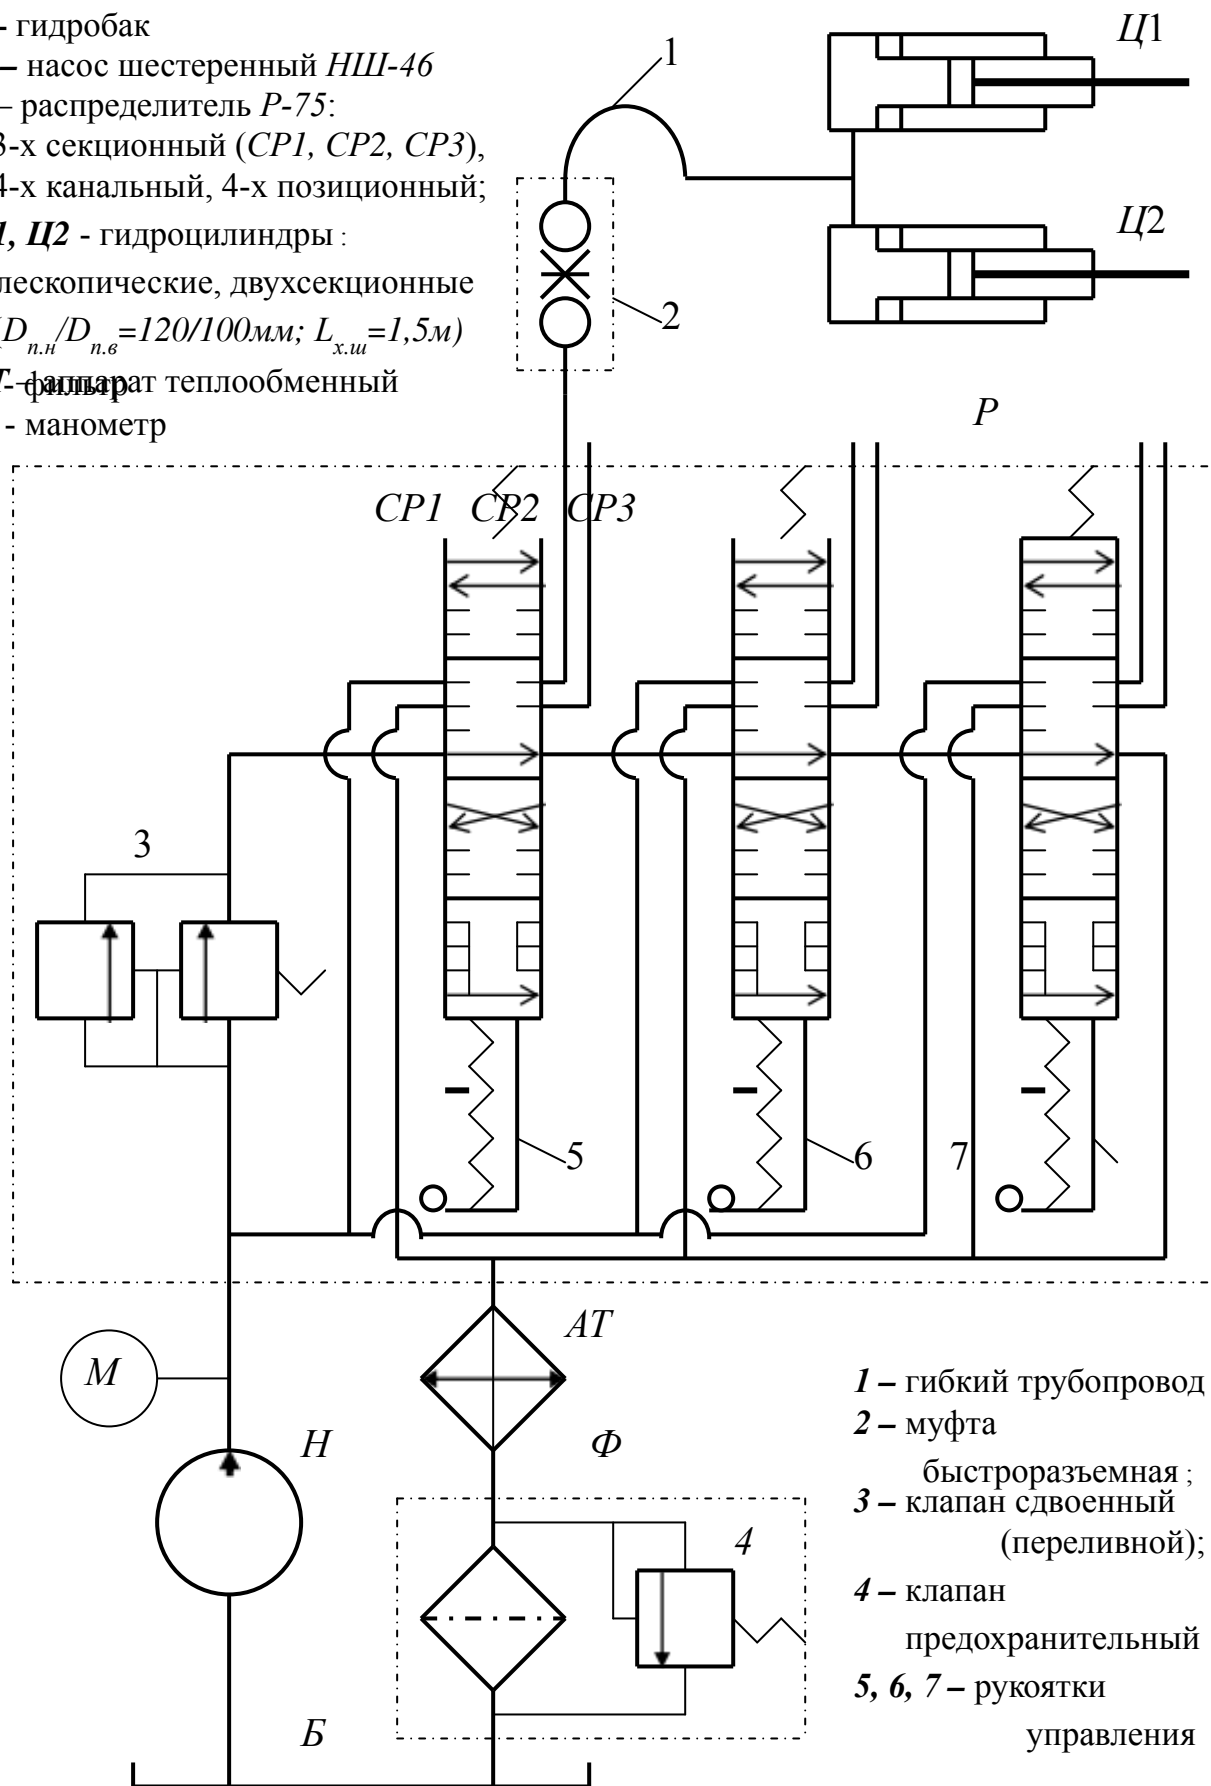 - гидробак
– насос шестеренный НШ-46
– распределитель Р-75:
3-х секционный (СР1, СР2, СР3),
4-х канальный, 4-х позиционный;
1, Ц2 - гидроцилиндры :
лескопические, двухсекционные
(Dп.н/Dп.в=120/100мм; Lх.ш=1,5м)
Т – аппарат теплообменный
- фильтр
- манометр
1
2
Ц1
Ц2
Р
СР1 СР2 СР3
3
5
6
7
АТ
М
Н
Ф
4
Б
1 – гибкий трубопровод
2 – муфта
быстроразъемная ;
3 – клапан сдвоенный
(переливной);
4 – клапан
предохранительный
5, 6, 7 – рукоятки
управления